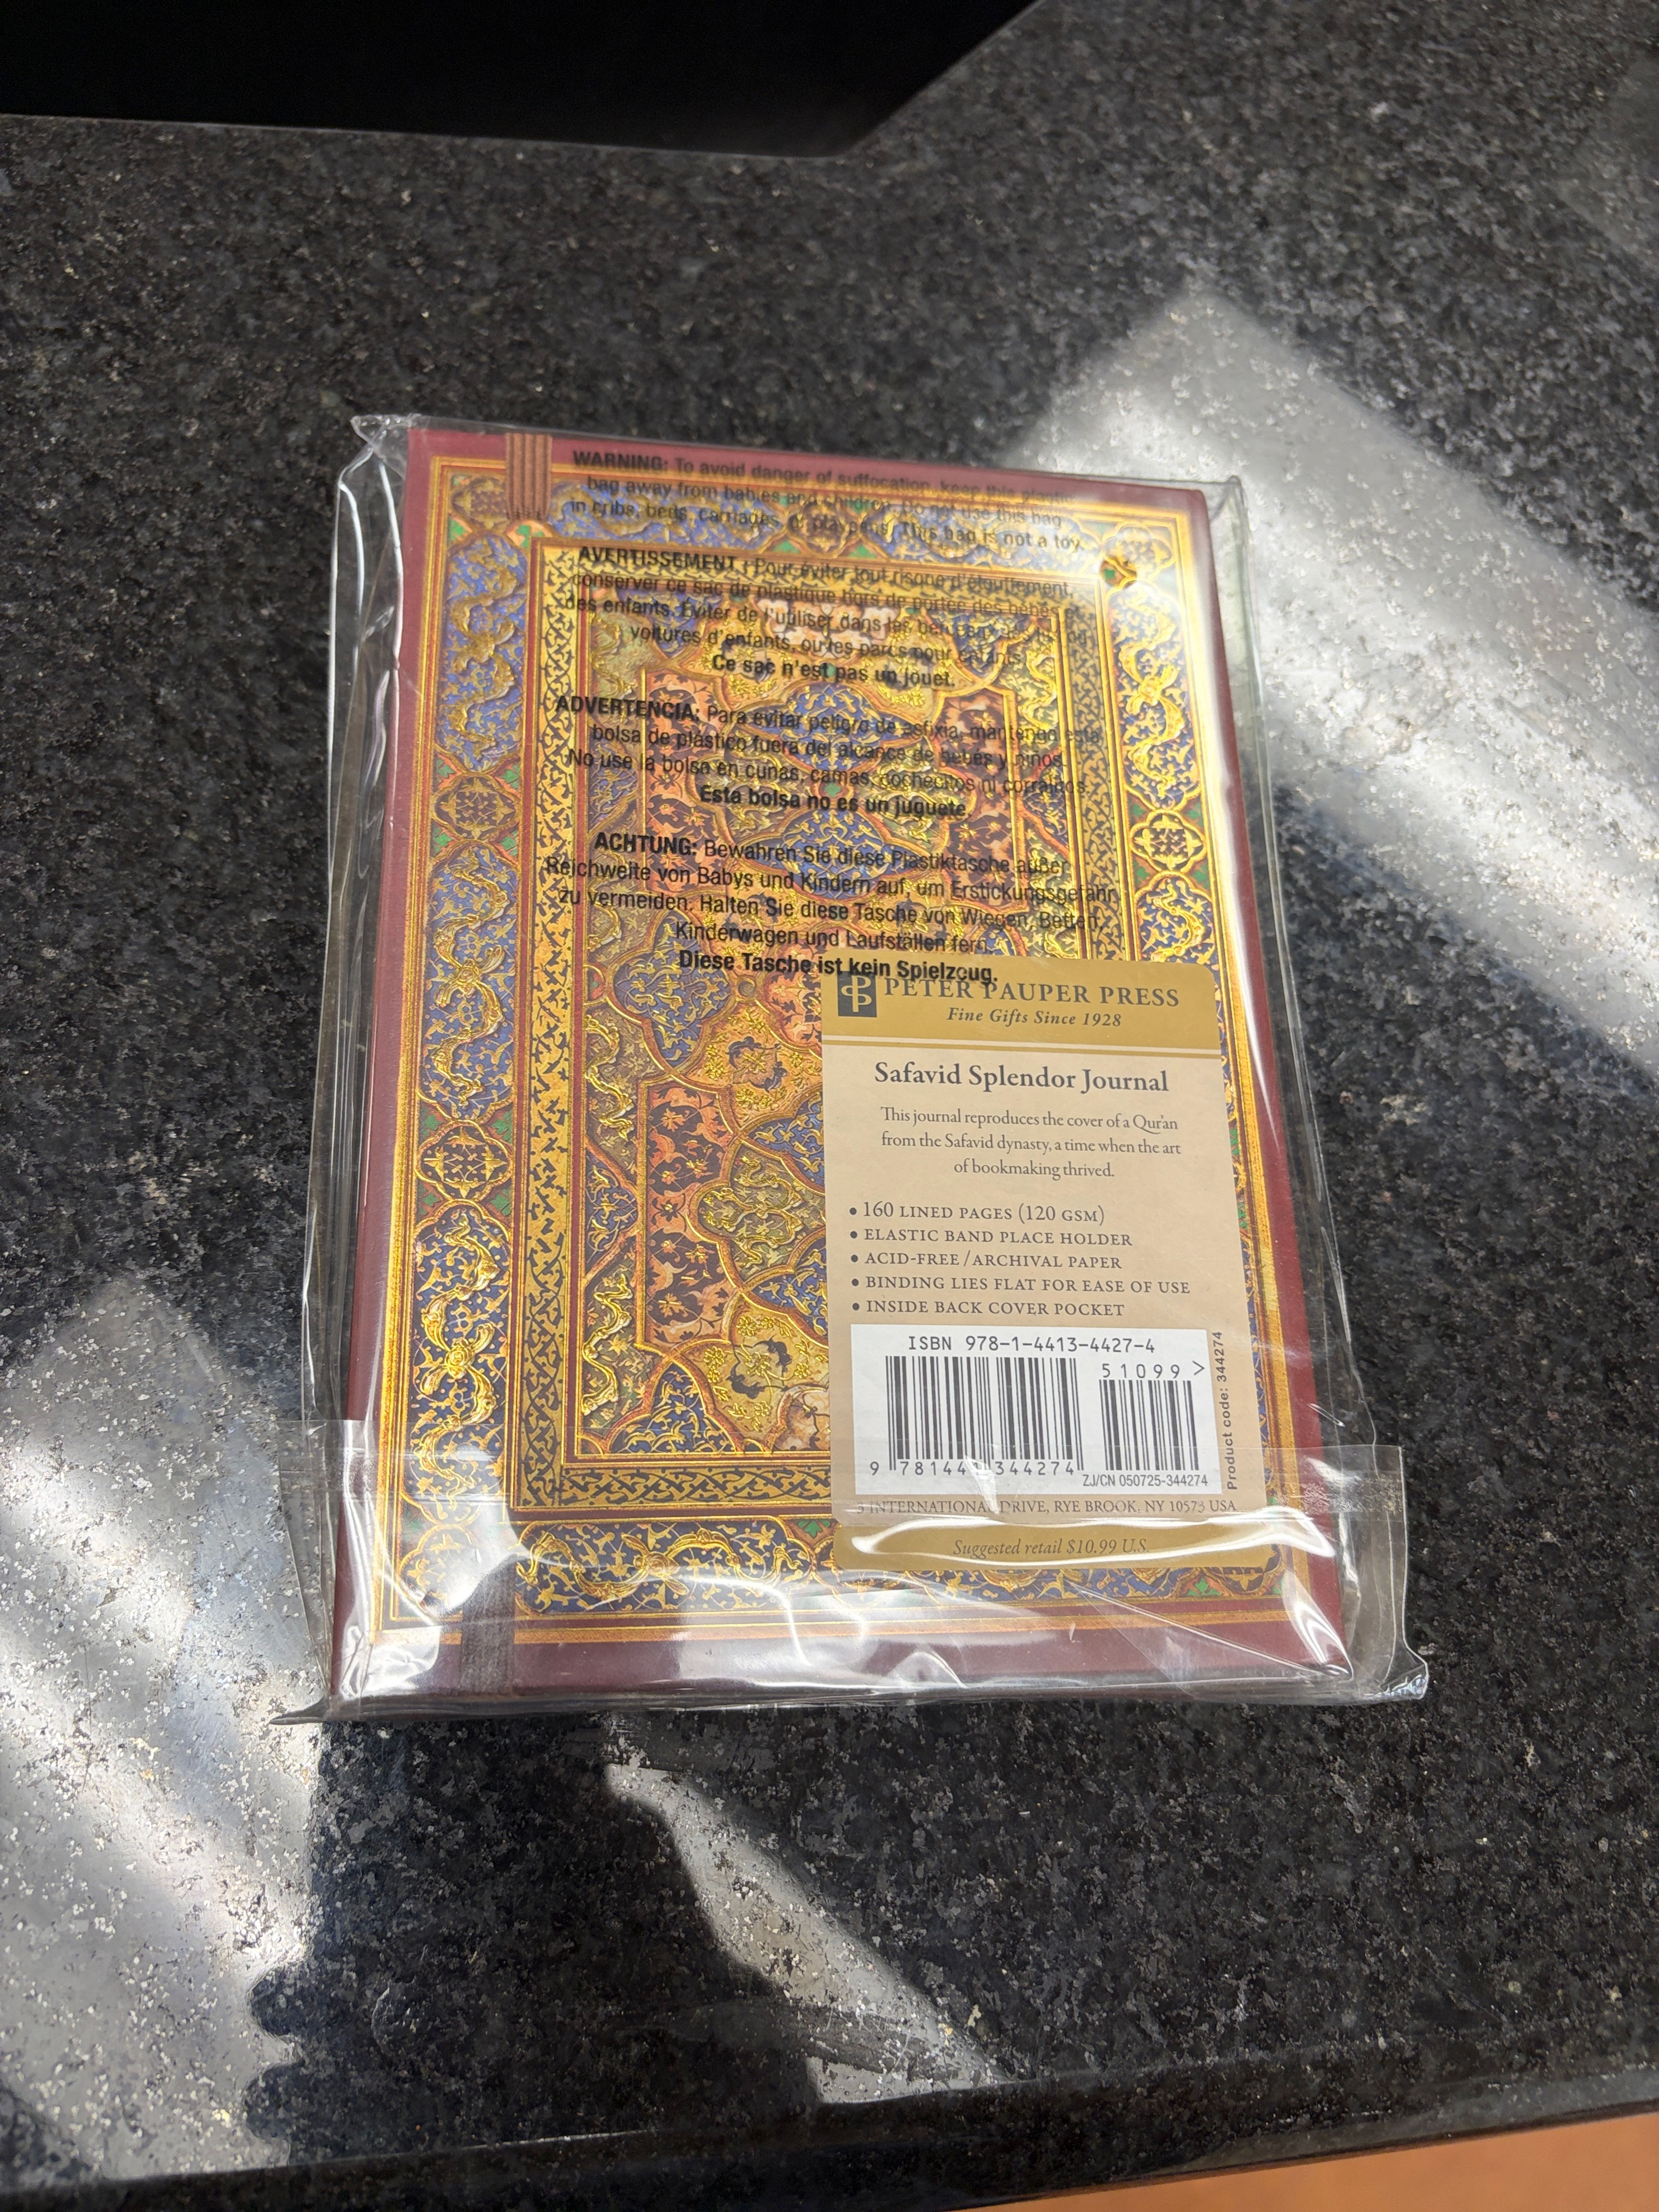 WARNING: To avoid danger of suffocation, keep this plastic
bag away from babies and children. Do not use this bag
in cribs, beds, carriages, or playpens. This bag is not a toy.
AVERTISSEMENT : Pour éviter tout risque d'étouffement,
conserver ce sac de plastique hors de portée des bébés et
des enfants. Éviter de l'utiliser dans les
voitures d'enfants, ou les parcs pour enfants.
Ce sac n'est pas un jouet.
ADVERTENCIA: Para evitar peligro de asfixia, mantenga esta
bolsa de plástico fuera del alcance de bebes y niños.
No use la bolsa en cunas, camas, cochecitos ni corralitos.
Esta bolsa no es un juguete.
ACHTUNG: Bewahren Sie diese Plastiktasche außer
Reichweite von Babys und Kindern auf, um Erstickungsgefahr
zu vermeiden. Halten Sie diese Tasche von Wiegen, Betten,
Kinderwagen und Laufställen fern.
Diese Tasche ist kein Spielzeug.
PETER PAUPER PRESS
Fine Gifts Since 1928
Safavid Splendor Journal
This journal reproduces the cover of a Qur'an
from the Safavid dynasty, a time when the art
of bookmaking thrived.
• 160 LINED PAGES (120 GSM)
• ELASTIC BAND PLACE HOLDER
• ACID-FREE/ARCHIVAL PAPER
• BINDING LIES FLAT FOR EASE OF USE
• INSIDE BACK COVER POCKET
ISBN 978-1-4413-4427-4
51099 >
9 781441 344274
ZJ/CN 050725-344274
Product code: 344274
3 INTERNATIONAL DRIVE, RYE BROOK, NY 10573 USA
Suggested retail $10.99 U.S.